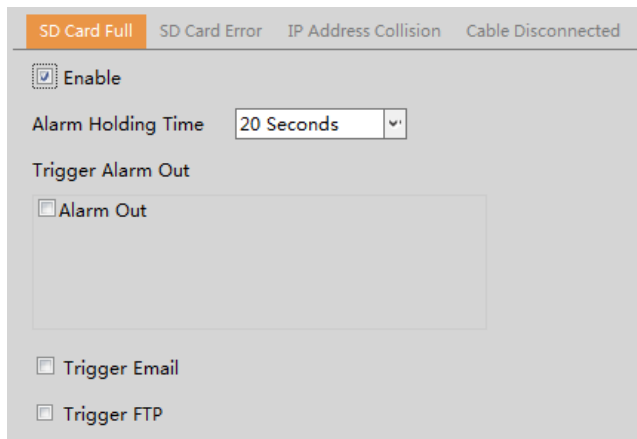 SD Card Full SD Card Error IP Address Collision Cable Disconnected
Enable
Alarm Holding Time 20 Seconds
Trigger Alarm Out
Alarm Out
Trigger Email
Trigger FTP